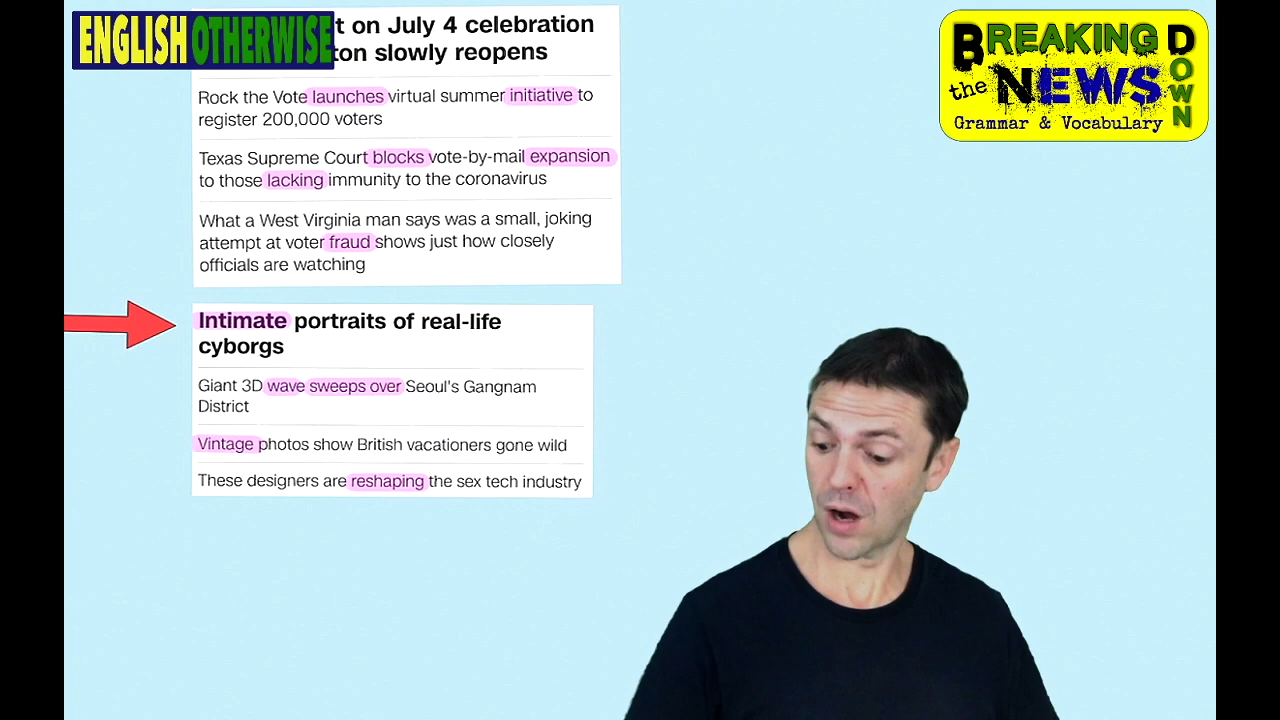 ENGLISH OTHERWISE
t on July 4 celebration
ton slowly reopens
Rock the Vote launches virtual summer initiative to
register 200,000 voters
Texas Supreme Court blocks vote-by-mail expansion
to those lacking immunity to the coronavirus
What a West Virginia man says was a small, joking
attempt at voter fraud shows just how closely
officials are watching
Intimate portraits of real-life
cyborgs
Giant 3D wave sweeps over Seoul's Gangnam
District
Vintage photos show British vacationers gone wild
These designers are reshaping the sex tech industry
BREAKING DOWN
the NEWS
Grammar & Vocabulary